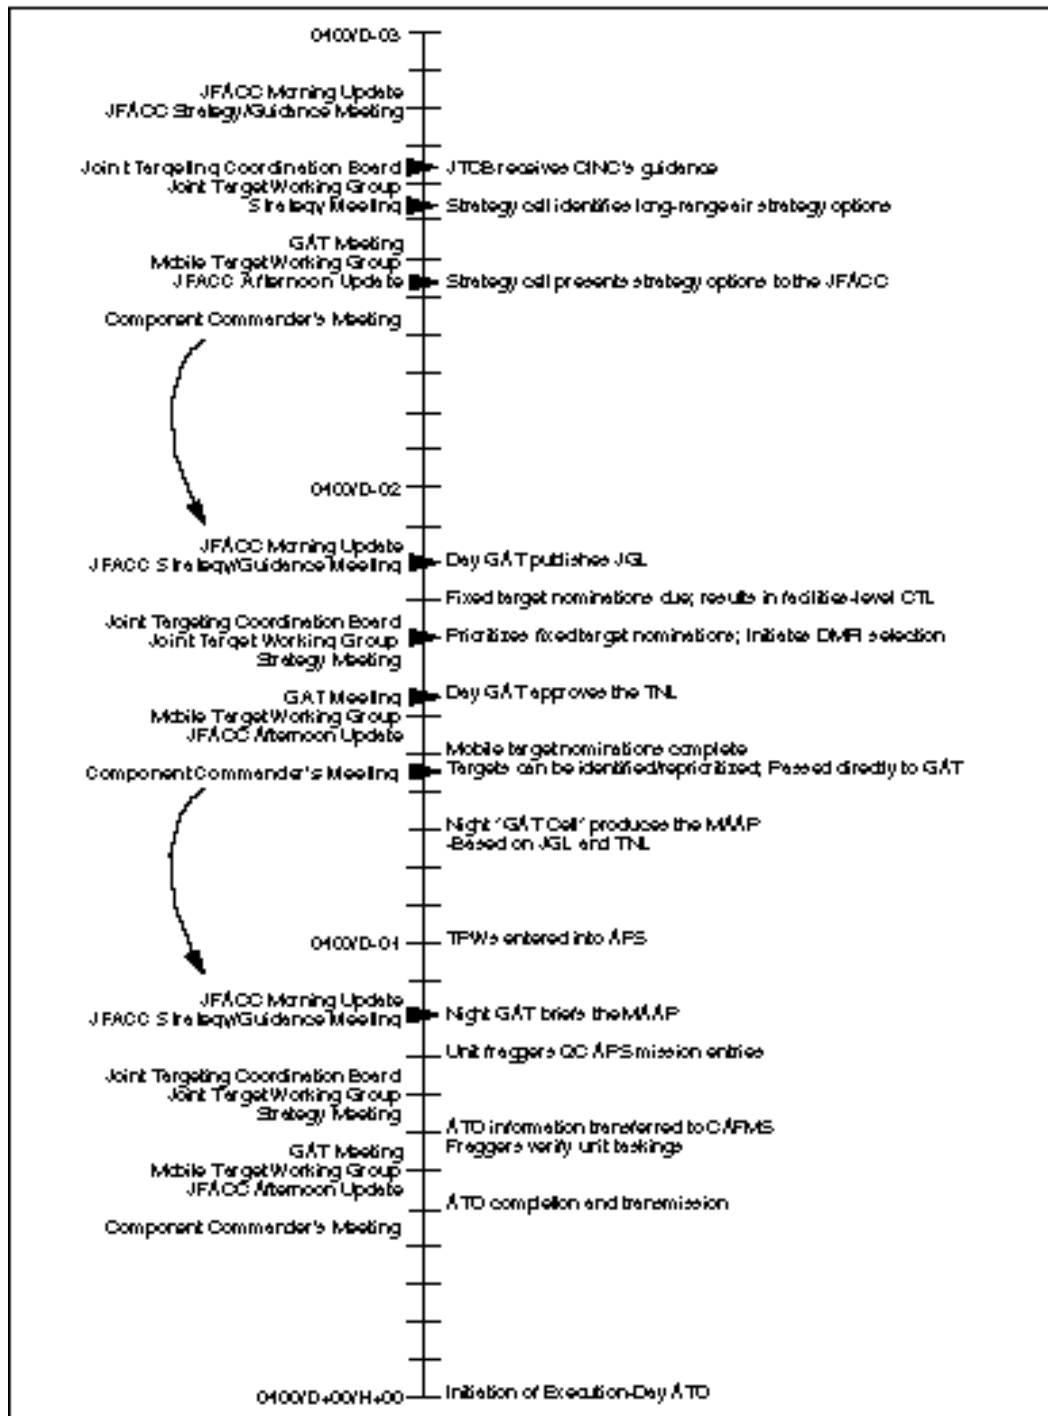 0400/D-03
JFACC Morning Update
JFACC Strategy/Guidance Meeting
Joint Targeting Coordination Board
JTCB receives CINC's guidance
Joint Target Working Group
Strategy Meeting
Strategy cell identifies long-range air strategy options
GAT Meeting
Mobile Target Working Group
JFACC Afternoon Update
Strategy cell presents strategy options to the JFACC
Component Commander's Meeting
0400/D-02
JFACC Morning Update
JFACC Strategy/Guidance Meeting
Day GAT publishes JGL
Fixed target nominations due; results in facilities-level CTL
Joint Targeting Coordination Board
Joint Target Working Group
Prioritizes fixed target nominations; Initiates DMPI selection
Strategy Meeting
GAT Meeting
Day GAT approves the TNL
Mobile Target Working Group
JFACC Afternoon Update
Mobile target nominations complete
Component Commander's Meeting
Targets can be identified/reprioritized; Passed directly to GAT
Night "GAT Cell" produces the MAAP
-Based on JGL and TNL
0400/D-01
TPWs entered into APS
JFACC Morning Update
JFACC Strategy/Guidance Meeting
Night GAT briefs the MAAP
Unit fraggers QC APS mission entries
Joint Targeting Coordination Board
Joint Target Working Group
Strategy Meeting
ATO information transferred to CAFMS
Fraggers verify unit taskings
GAT Meeting
Mobile Target Working Group
JFACC Afternoon Update
ATO completion and transmission
Component Commander's Meeting
0400/D+00/H+00
Initiation of Execution-Day ATO